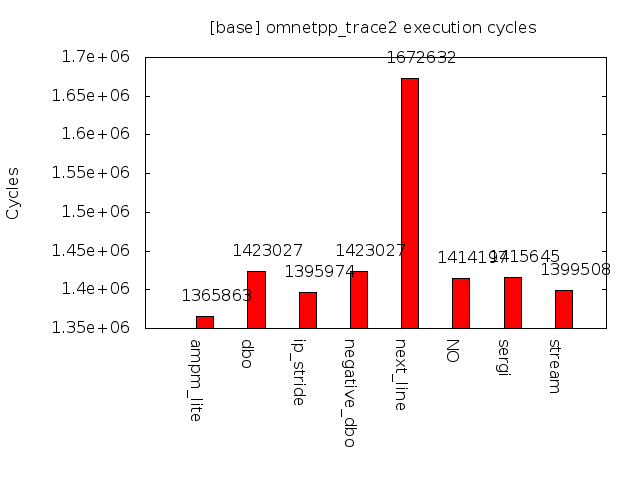 [base] omnetpp_trace2 execution cycles
Cycles
1.7e+06
1.65e+06
1.6e+06
1.55e+06
1.5e+06
1.45e+06
1.4e+06
1.35e+06
1365863
1423027
1395974
1423027
1672632
1414197
1415645
1399508
ampm_lite
dbo
ip_stride
negative_dbo
next_line
NO
sergi
stream